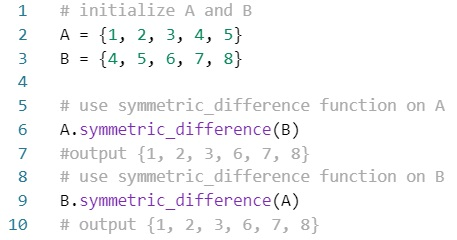 1 # initialize A and B
2 A = {1, 2, 3, 4, 5}
3 B = {4, 5, 6, 7, 8}
4
5 # use symmetric_difference function on A
6 A.symmetric_difference(B)
7 #output {1, 2, 3, 6, 7, 8}
8 # use symmetric_difference function on B
9 B.symmetric_difference(A)
10 # output {1, 2, 3, 6, 7, 8}